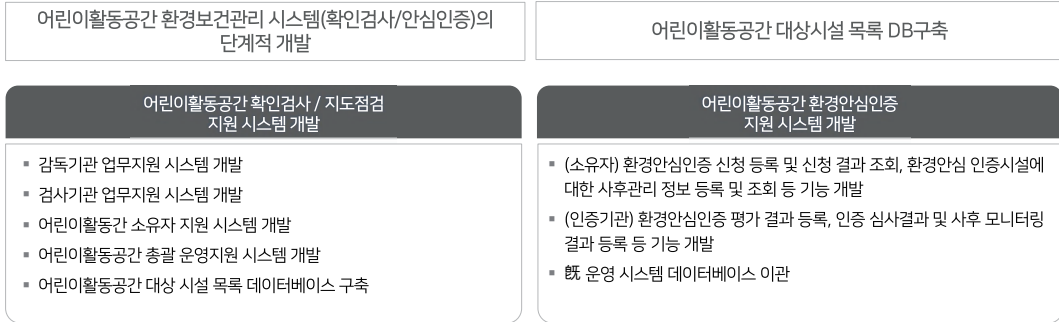 어린이활동공간 환경보건관리 시스템(확인검사/안심인증)의
단계적 개발
어린이활동공간 대상시설 목록 DB구축
어린이활동공간 확인검사 / 지도점검
지원 시스템 개발
▪ 감독기관 업무지원 시스템 개발
▪ 검사기관 업무지원 시스템 개발
▪ 어린이활동간 소유자 지원 시스템 개발
▪ 어린이활동공간 총괄 운영지원 시스템 개발
▪ 어린이활동공간 대상 시설 목록 데이터베이스 구축
어린이활동공간 환경안심인증
지원 시스템 개발
▪ (소유자) 환경안심인증 신청 등록 및 신청 결과 조회, 환경안심 인증시설에
대한 사후관리 정보 등록 및 조회 등 기능 개발
▪ (인증기관) 환경안심인증 평가 결과 등록, 인증 심사결과 및 사후 모니터링
결과 등록 등 기능 개발
▪ 旣 운영 시스템 데이터베이스 이관